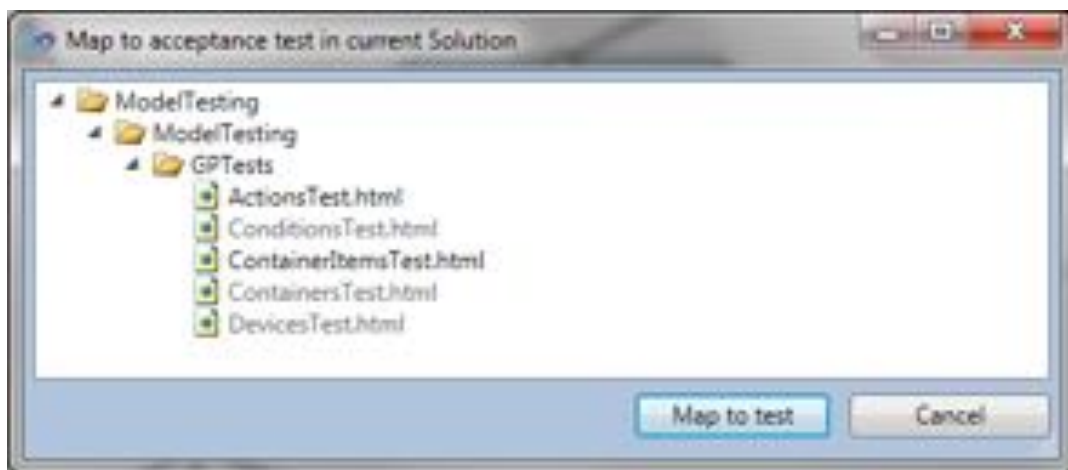 Map to acceptance test in current Solution
ModelTesting
ModelTesting
GPTests
ActionsTest.html
ConditionsTest.html
ContainerItemsTest.html
ContainersTest.html
DevicesTest.html
Map to test Cancel